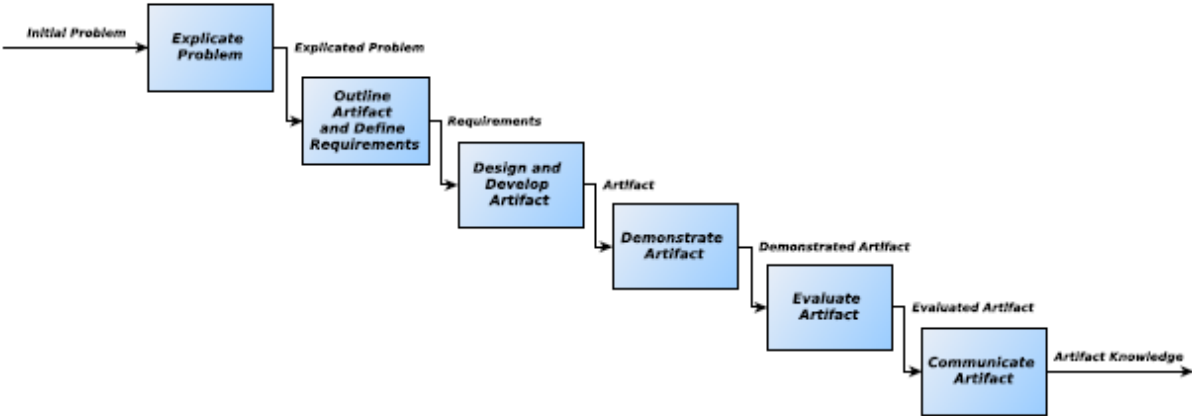 Initial Problem
Explicate
Problem
Explicated Problem
Outline
Artifact
and Define
Requirements
Requirements
Design and
Develop
Artifact
Artifact
Demonstrate
Artifact
Demonstrated Artifact
Evaluate
Artifact
Evaluated Artifact
Communicate
Artifact
Artifact Knowledge